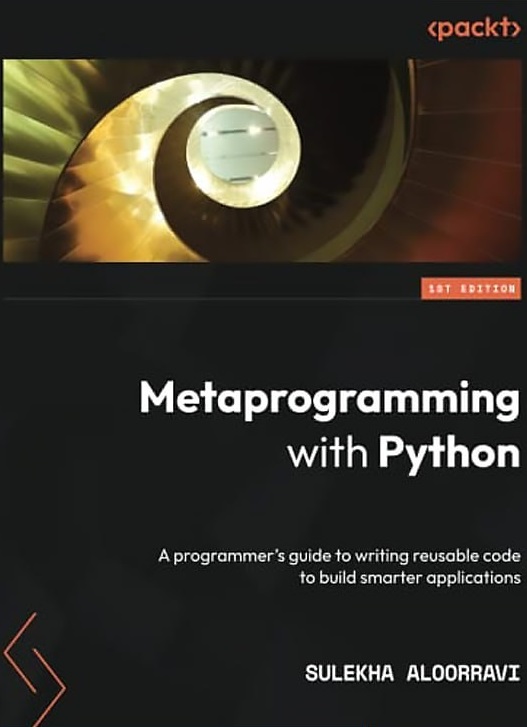 <packt>
1ST EDITION
Metaprogramming
with Python
A programmer's guide to writing reusable code
to build smarter applications
SULEKHA ALOORRAVI